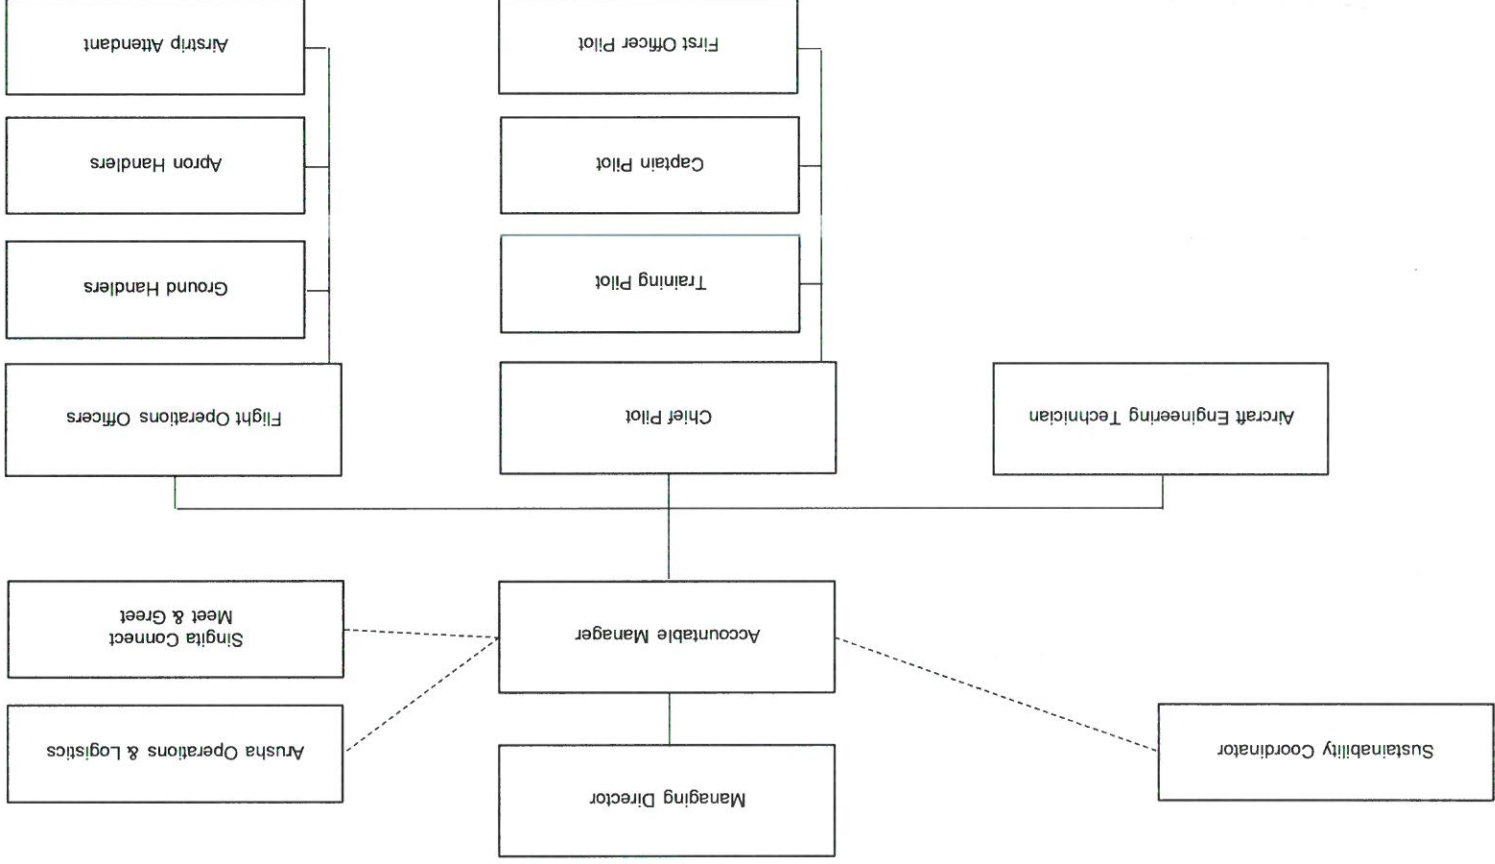 Managing Director
Sustainability Coordinator
Arusha Operations & Logistics
Accountable Manager
Singita Connect
Meet & Greet
Aircraft Engineering Technician
Chief Pilot
Flight Operations Officers
Training Pilot
Ground Handlers
Captain Pilot
Apron Handlers
First Officer Pilot
Airstrip Attendant